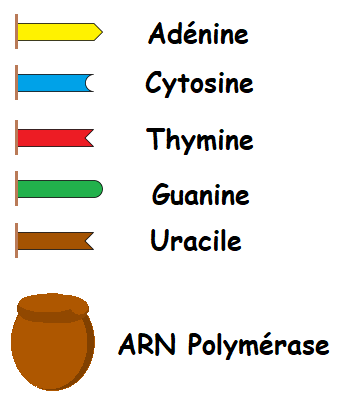 Adénine
Cytosine
Thymine
Guanine
Uracile
ARN Polymérase